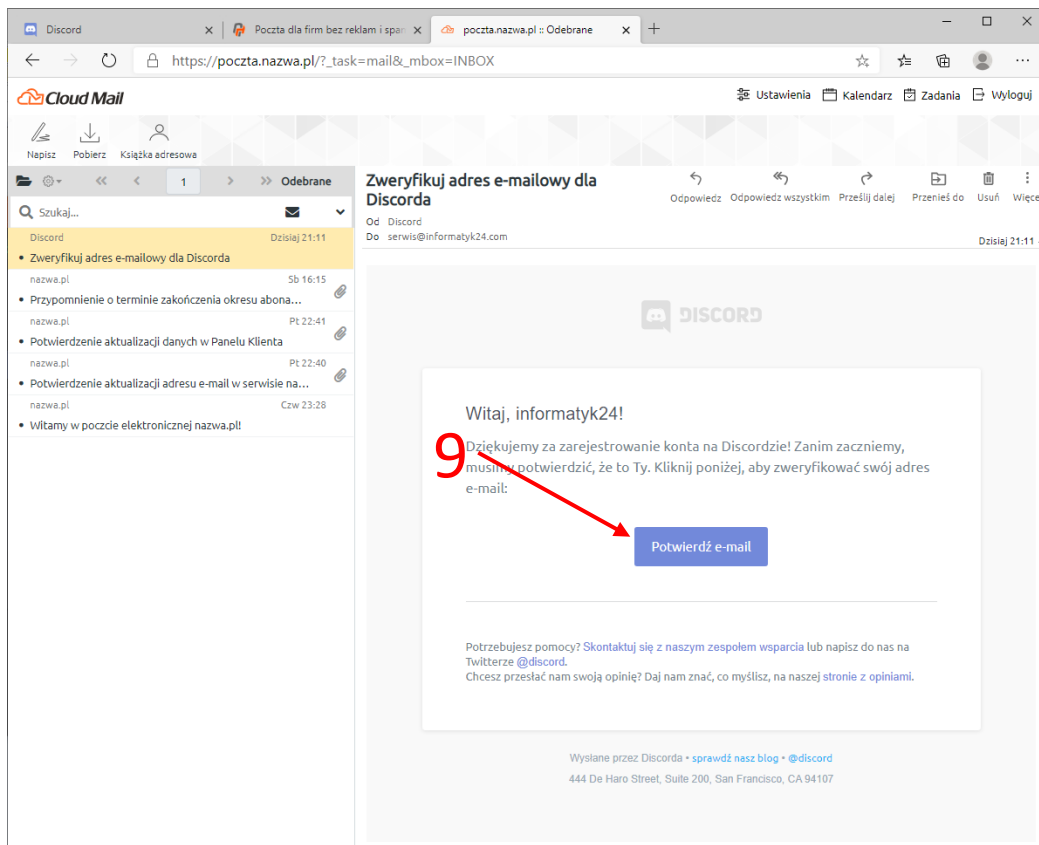 Discord
Poczta dla firm bez reklam i spam
poczta.nazwa.pl :: Odebrane
https://poczta.nazwa.pl/?_task=mail&_mbox=INBOX
Cloud Mail
Ustawienia Kalendarz Zadania Wyloguj
Napisz Pobierz Książka adresowa
1 Odebrane
Szukaj...
Discord Dzisiaj 21:11
• Zweryfikuj adres e-mailowy dla Discorda
nazwa.pl Sb 16:15
• Przypomnienie o terminie zakończenia okresu abona...
nazwa.pl Pt 22:41
• Potwierdzenie aktualizacji danych w Panelu Klienta
nazwa.pl Pt 22:40
• Potwierdzenie aktualizacji adresu e-mail w serwisie na...
nazwa.pl Czw 23:28
• Witamy w poczcie elektronicznej nazwa.pl!
Zweryfikuj adres e-mailowy dla
Discorda
Odpowiedz Odpowiedz wszystkim Prześlij dalej Przenieś do Usuń Więce
Od Discord
Do serwis@informatyk24.com
Dzisiaj 21:11
DISCORD
Witaj, informatyk24!
9
Dziękujemy za zarejestrowanie konta na Discordzie! Zanim zaczniemy,
musimy potwierdzić, że to Ty. Kliknij poniżej, aby zweryfikować swój adres
e-mail:
Potwierdź e-mail
Potrzebujesz pomocy? Skontaktuj się z naszym zespołem wsparcia lub napisz do nas na
Twitterze @discord.
Chcesz przesłać nam swoją opinię? Daj nam znać, co myślisz, na naszej stronie z opiniami.
Wysłane przez Discorda • sprawdź nasz blog • @discord
444 De Haro Street, Suite 200, San Francisco, CA 94107